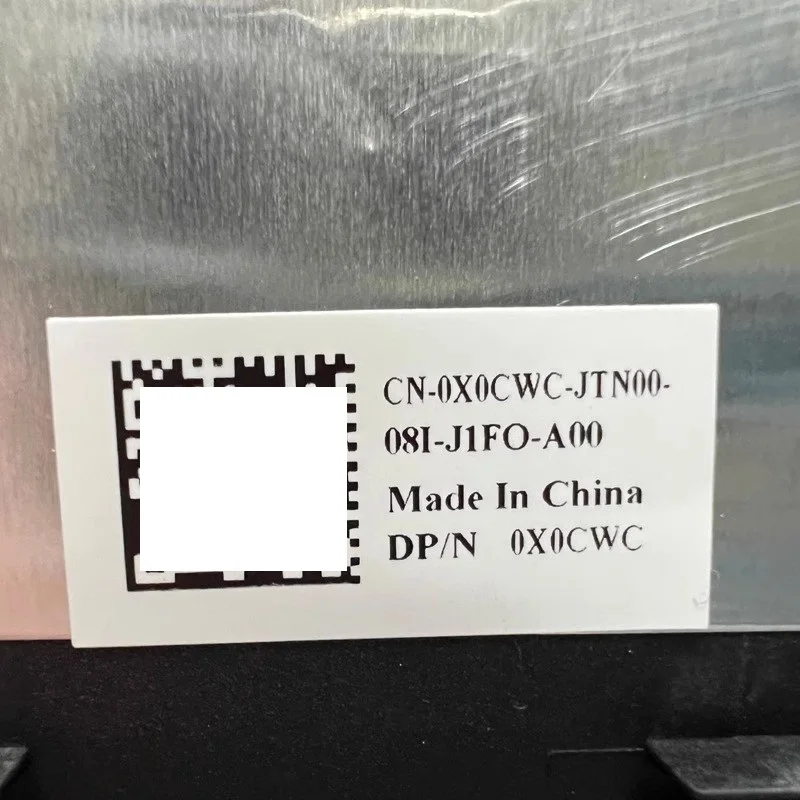 CN-0X0CWC-JTN00-
08I-J1FO-A00
Made In China
DP/N 0X0CWC